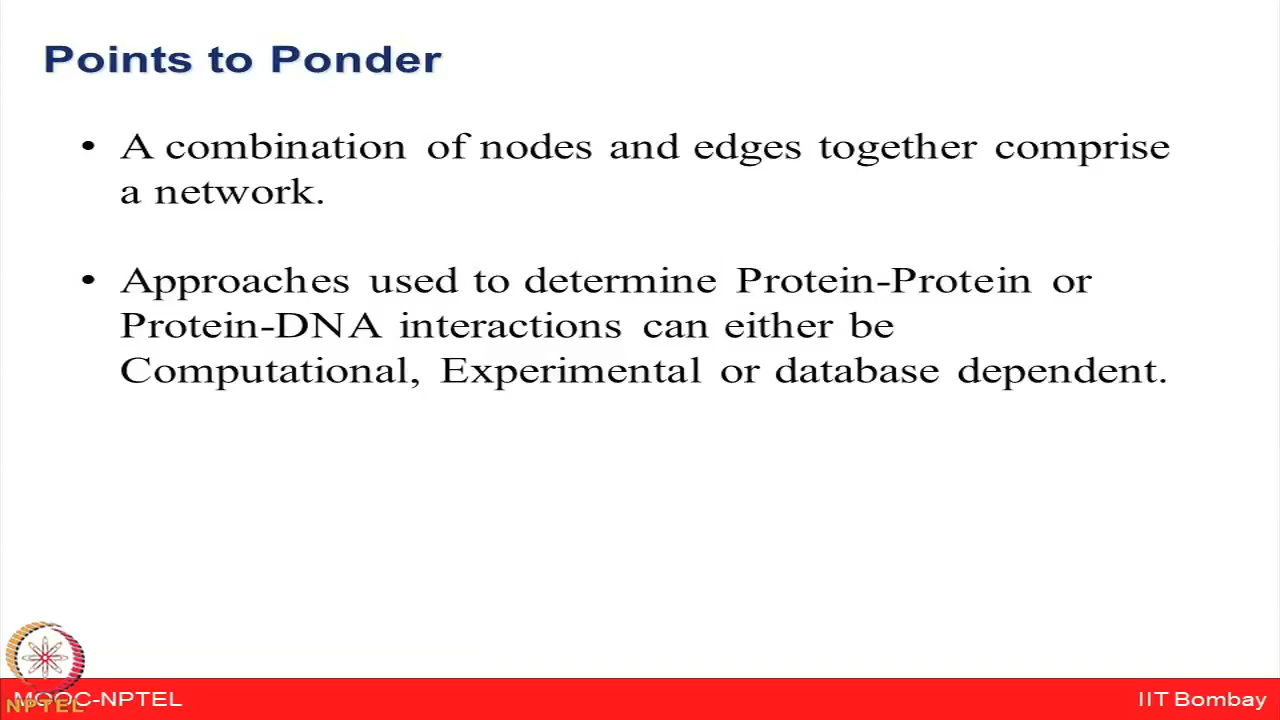 Points to Ponder
• A combination of nodes and edges together comprise
a network.
• Approaches used to determine Protein-Protein or
Protein-DNA interactions can either be
Computational, Experimental or database dependent.
MOOC-NPTEL
NPTEL
IIT Bombay